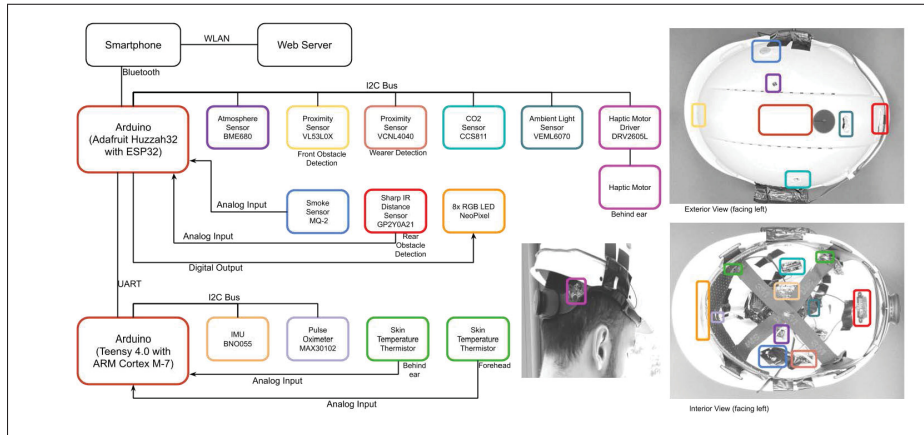 Smartphone
WLAN
Web Server
Bluetooth
I2C Bus
Arduino
(Adafruit Huzzah32
with ESP32)
Atmosphere
Sensor
BME680
Proximity
Sensor
VL53L0X
Front Obstacle
Detection
Proximity
Sensor
VCNL4040
Wearer Detection
CO2
Sensor
CCS811
Ambient Light
Sensor
VEML6070
Haptic Motor
Driver
DRV2605L
Haptic Motor
Behind ear
Analog Input
Smoke
Sensor
MQ-2
Sharp IR
Distance
Sensor
GP2Y0A21
Rear
Obstacle
Detection
8x RGB LED
NeoPixel
Analog Input
Digital Output
UART
I2C Bus
Arduino
(Teensy 4.0 with
ARM Cortex M-7)
IMU
BNO055
Pulse
Oximeter
MAX30102
Skin
Temperature
Thermistor
Behind
ear
Skin
Temperature
Thermistor
Forehead
Analog Input
Analog Input
Exterior View (facing left)
Interior View (facing left)